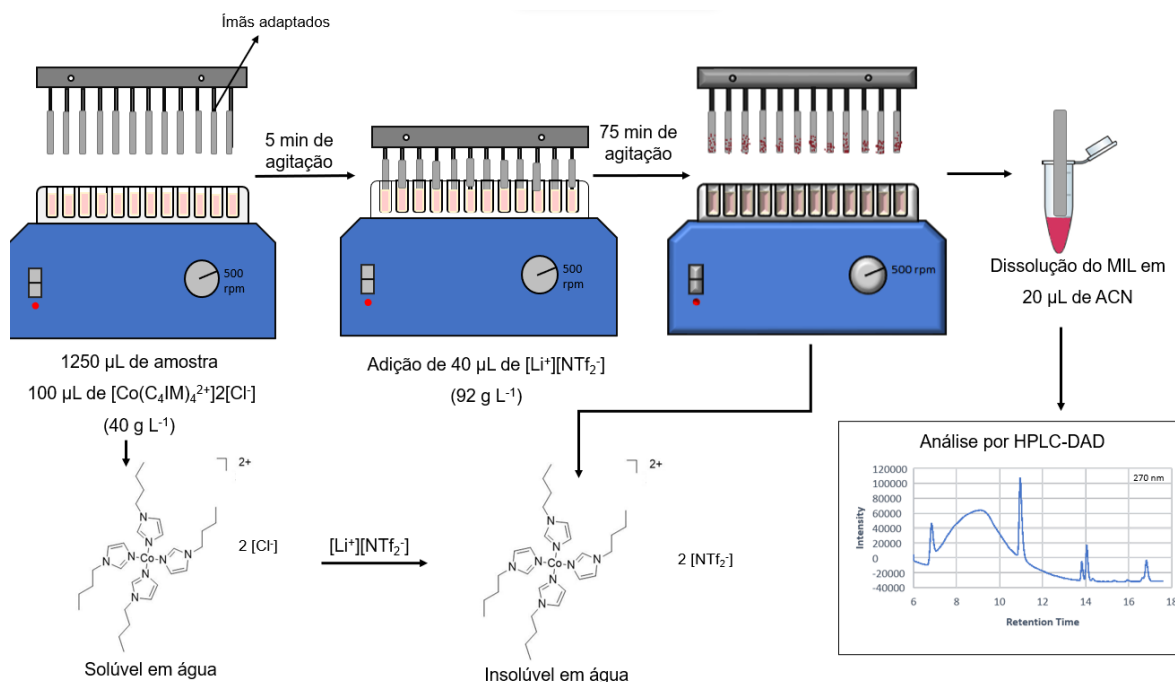 Ímãs adaptados
5 min de
agitação
75 min de
agitação
500
rpm
500
rpm
500 rpm
1250 µL de amostra
100 µL de [Co(C₄IM)₄²⁺]2[Cl⁻]
(40 g L⁻¹)
Adição de 40 µL de [Li⁺][NTf₂⁻]
(92 g L⁻¹)
Dissolução do MIL em
20 µL de ACN
2+
N
N
N
N
Co
N
N
N
N
2 [Cl⁻]
Solúvel em água
[Li⁺][NTf₂⁻]
2+
N
N
N
N
Co
N
N
N
N
2 [NTf₂⁻]
Insolúvel em água
Análise por HPLC-DAD
270 nm
Intensity
120000
100000
80000
60000
40000
20000
0
-20000
-40000
6 8 10 12 14 16 18
Retention Time